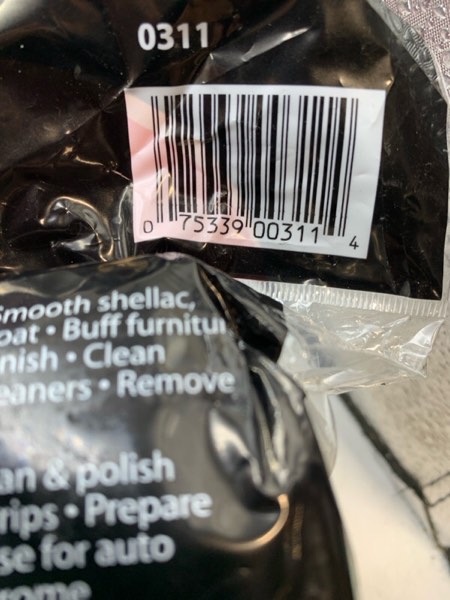 0311
0 75339 00311 4
Smooth shellac,
oat • Buff furnitu
nish • Clean
eaners • Remove
an & polish
rips • Prepare
se for auto
rome